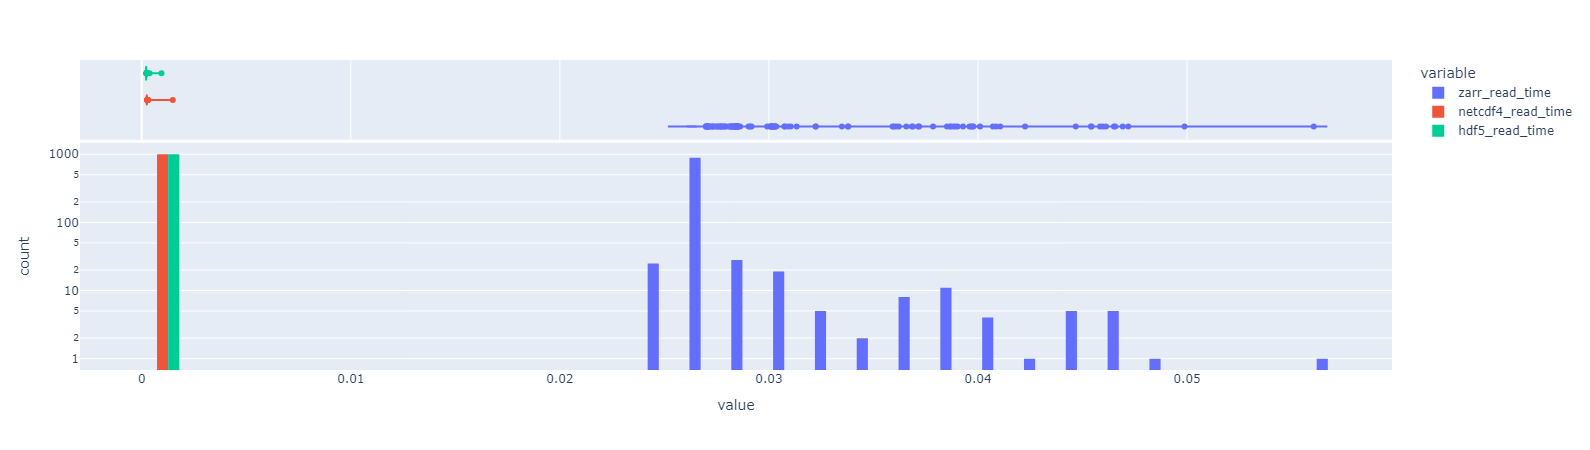 variable
zarr_read_time
netcdf4_read_time
hdf5_read_time
1000
5
2
100
5
2
10
5
2
1
count
0
0.01
0.02
0.03
0.04
0.05
value